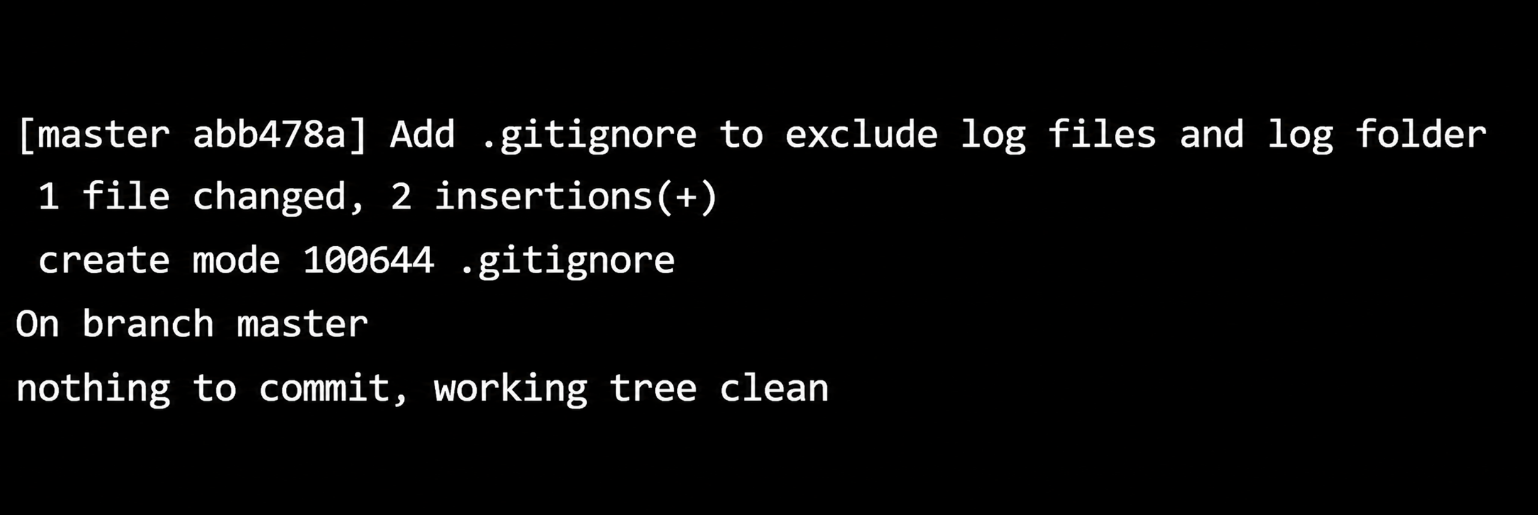 [master abb478a] Add .gitignore to exclude log files and log folder
 1 file changed, 2 insertions(+)
 create mode 100644 .gitignore
On branch master
nothing to commit, working tree clean